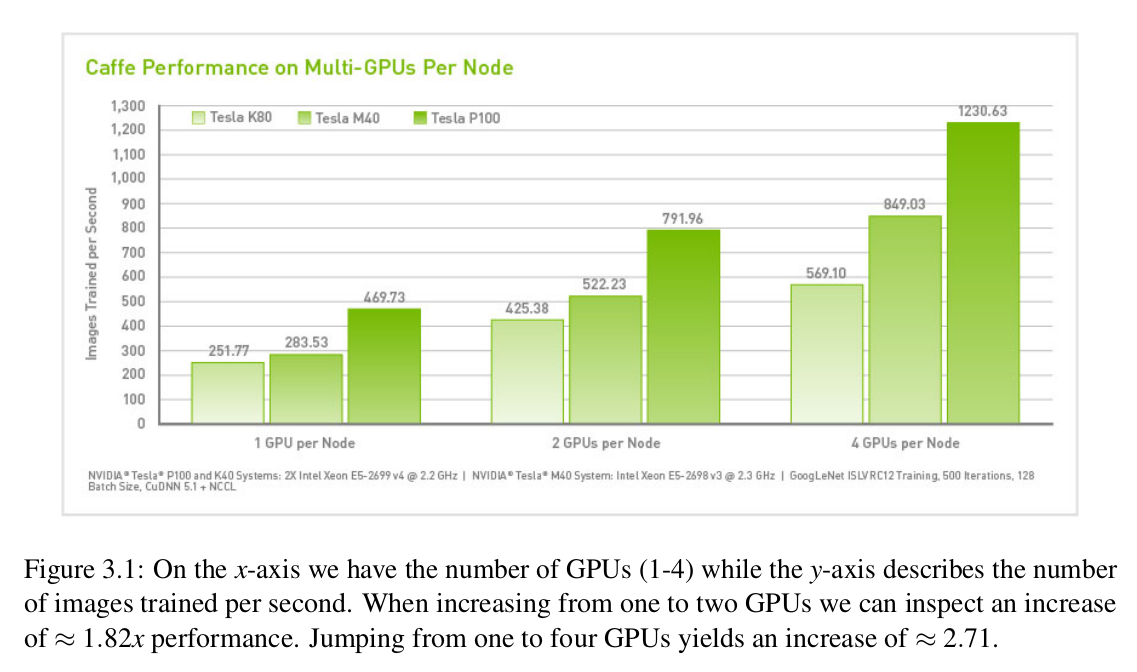 Caffe Performance on Multi-GPUs Per Node
1,300
1,200
1,100
1,000
900
800
700
600
500
400
300
200
100
0
Images Trained per Second
Tesla K80
Tesla M40
Tesla P100
251.77
283.53
469.73
425.38
522.23
791.96
569.10
849.03
1230.63
1 GPU per Node
2 GPUs per Node
4 GPUs per Node
NVIDIA® Tesla® P100 and K40 Systems: 2X Intel Xeon E5-2699 v4 @ 2.2 GHz | NVIDIA® Tesla® M40 System: Intel Xeon E5-2698 v3 @ 2.3 GHz | GoogLeNet ISLVRC12 Training, 500 Iterations, 128
Batch Size, CuDNN 5.1 + NCCL
Figure 3.1: On the x-axis we have the number of GPUs (1-4) while the y-axis describes the number
of images trained per second. When increasing from one to two GPUs we can inspect an increase
of ≈ 1.82x performance. Jumping from one to four GPUs yields an increase of ≈ 2.71.